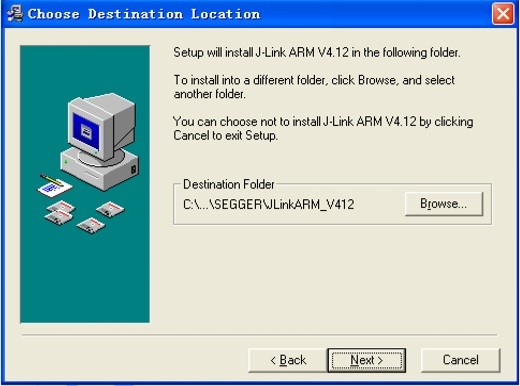 Choose Destination Location
Setup will install J-Link ARM V4.12 in the following folder.
To install into a different folder, click Browse, and select
another folder.
You can choose not to install J-Link ARM V4.12 by clicking
Cancel to exit Setup.
Destination Folder
C:\...\SEGGER\JLinkARM_V412
Browse...
< Back
Next >
Cancel